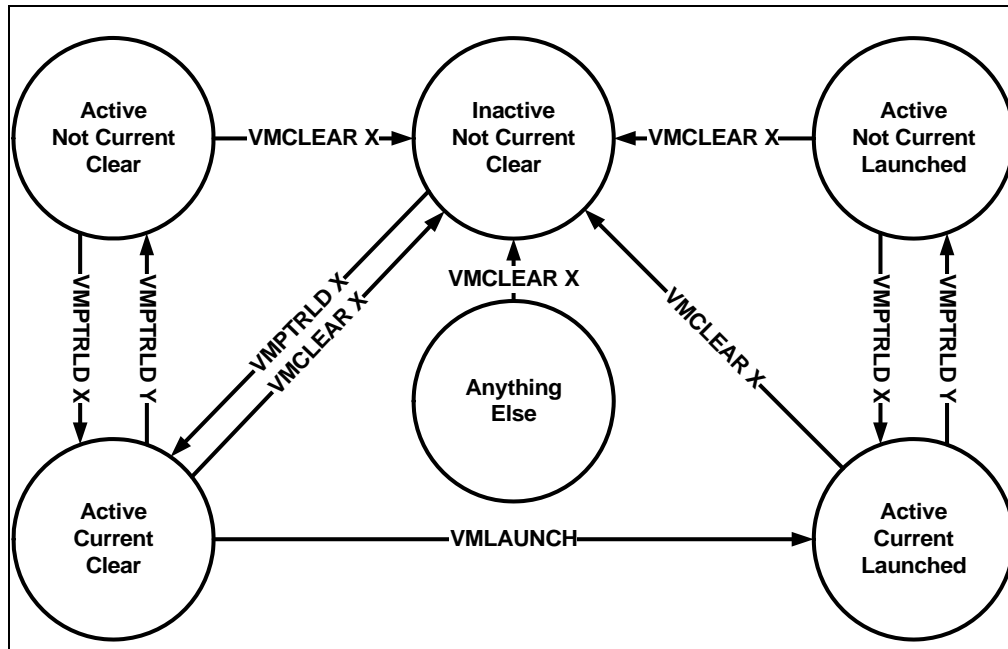 Active
Not Current
Clear
VMCLEAR X
Inactive
Not Current
Clear
VMCLEAR X
Active
Not Current
Launched
VMPTRLD X
VMPTRLD Y
VMPTRLD X
VMCLEAR X
VMCLEAR X
Anything
Else
VMCLEAR X
VMPTRLD X
VMPTRLD Y
Active
Current
Clear
VMLAUNCH
Active
Current
Launched